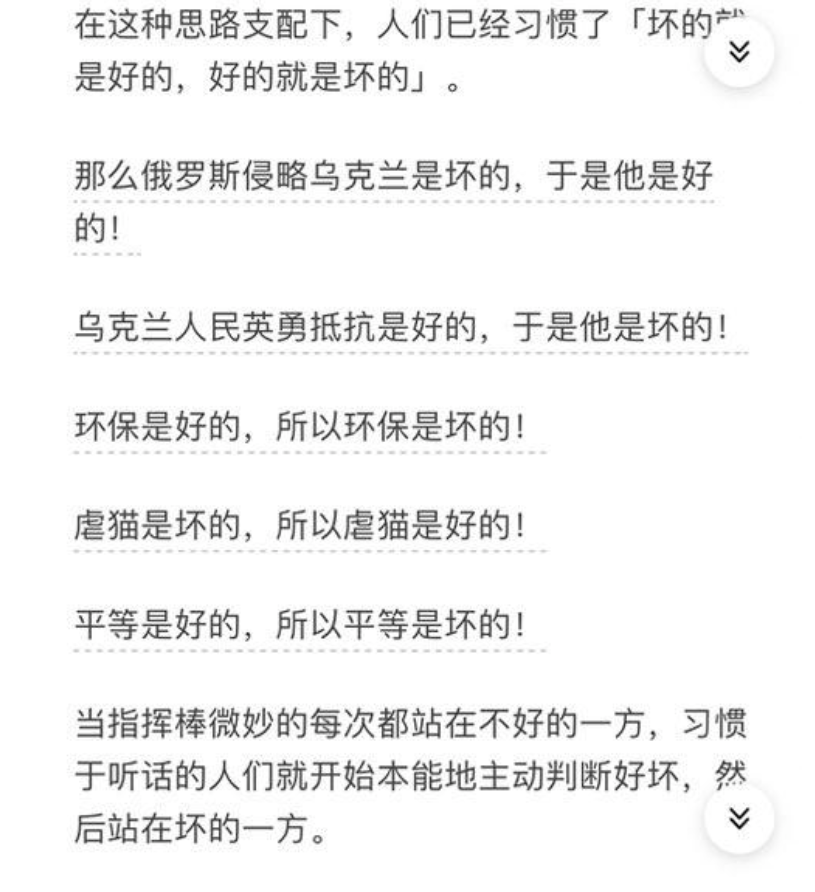 在这种思路支配下，人们已经习惯了「坏的就
是好的，好的就是坏的」。
那么俄罗斯侵略乌克兰是坏的，于是他是好
的！
乌克兰人民英勇抵抗是好的，于是他是坏的！
环保是好的，所以环保是坏的！
虐猫是坏的，所以虐猫是好的！
平等是好的，所以平等是坏的！
当指挥棒微妙的每次都站在不好的一方，习惯
于听话的人们就开始本能地主动判断好坏，然
后站在坏的一方。